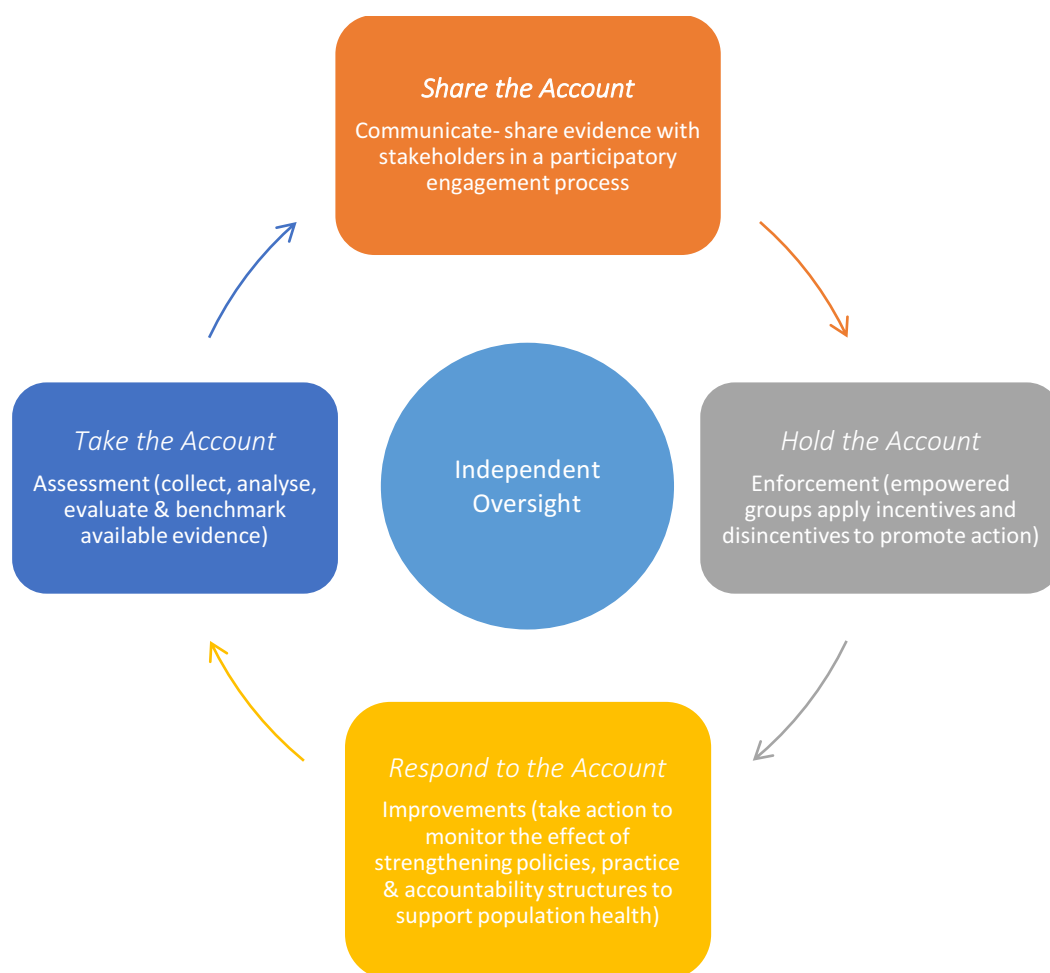 Share the Account
Communicate- share evidence with
stakeholders in a participatory
engagement process
Take the Account
Assessment (collect, analyse,
evaluate & benchmark
available evidence)
Independent
Oversight
Hold the Account
Enforcement (empowered
groups apply incentives and
disincentives to promote action)
Respond to the Account
Improvements (take action to
monitor the effect of
strengthening policies, practice
& accountability structures to
support population health)